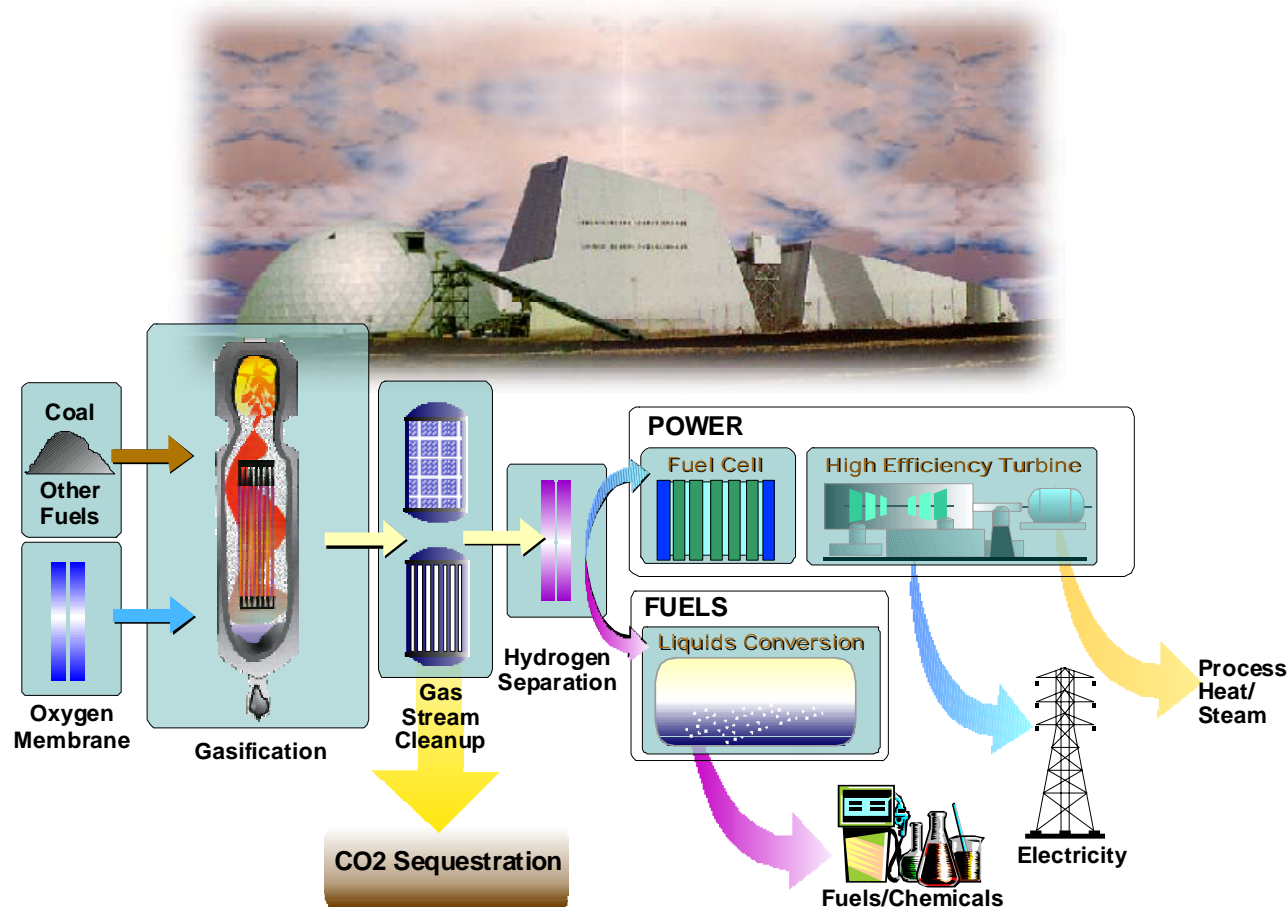 Coal
Other
Fuels
Oxygen
Membrane
Gasification
Gas
Stream
Cleanup
Hydrogen
Separation
CO2 Sequestration
POWER
Fuel Cell
High Efficiency Turbine
FUELS
Liquids Conversion
Process
Heat/
Steam
Electricity
Fuels/Chemicals